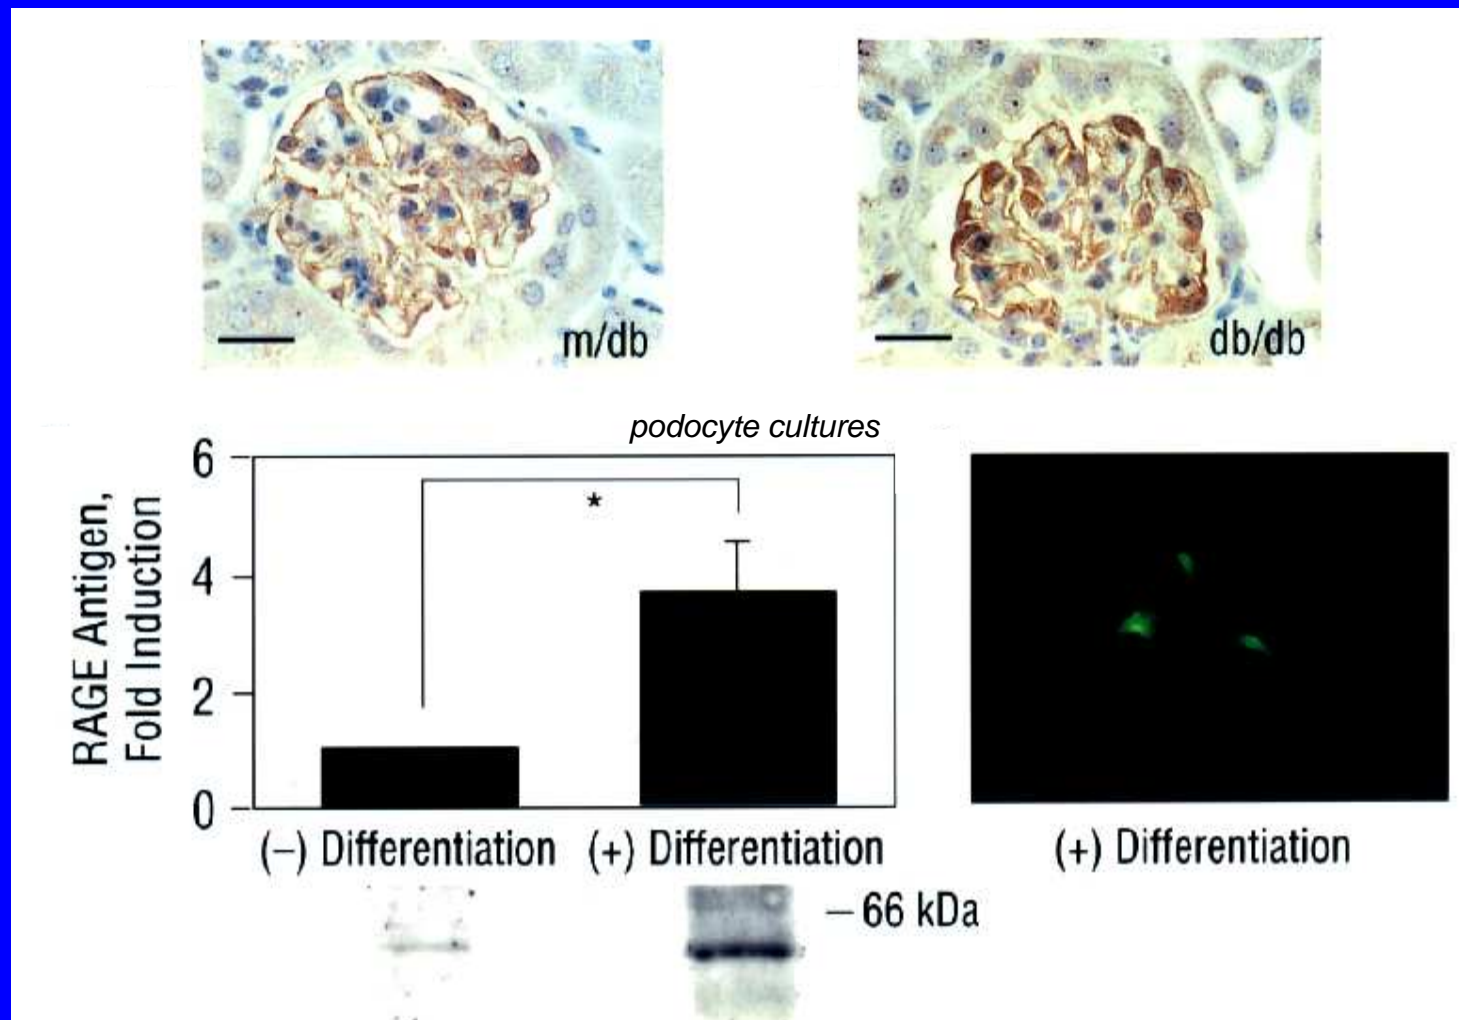 m/db
db/db
podocyte cultures
RAGE Antigen,
Fold Induction
6
4
2
0
*
(–) Differentiation
(+) Differentiation
(+) Differentiation
– 66 kDa